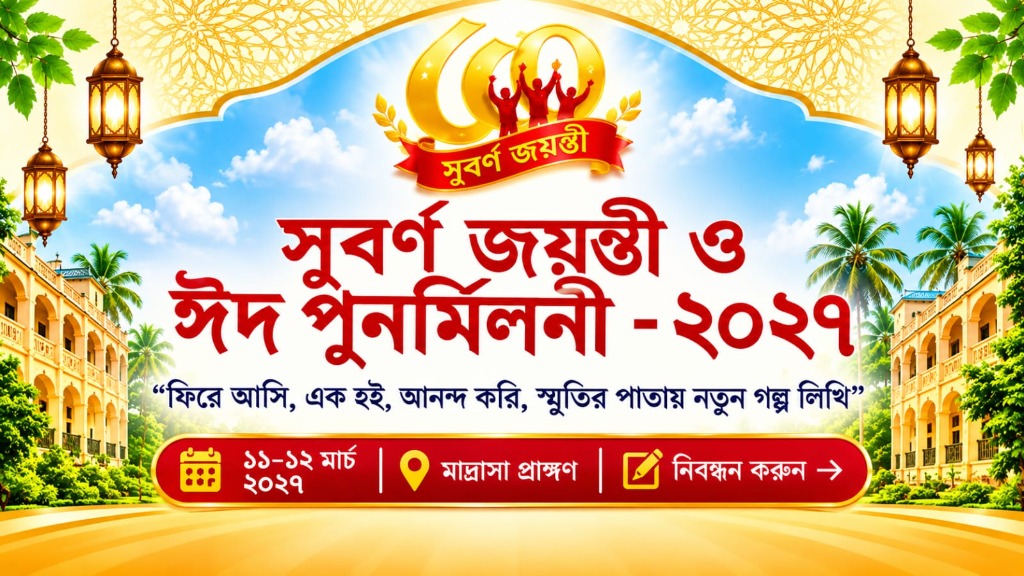 ৫০
সুবর্ণ জয়ন্তী
সুবর্ণ জয়ন্তী ও
ঈদ পুনর্মিলনী - ২০২৭
“ফিরে আসি, এক হই, আনন্দ করি, স্মৃতির পাতায় নতুন গল্প লিখি”
১১-১২ মার্চ
২০২৭
মাদ্রাসা প্রাঙ্গণ
নিবন্ধন করুন →